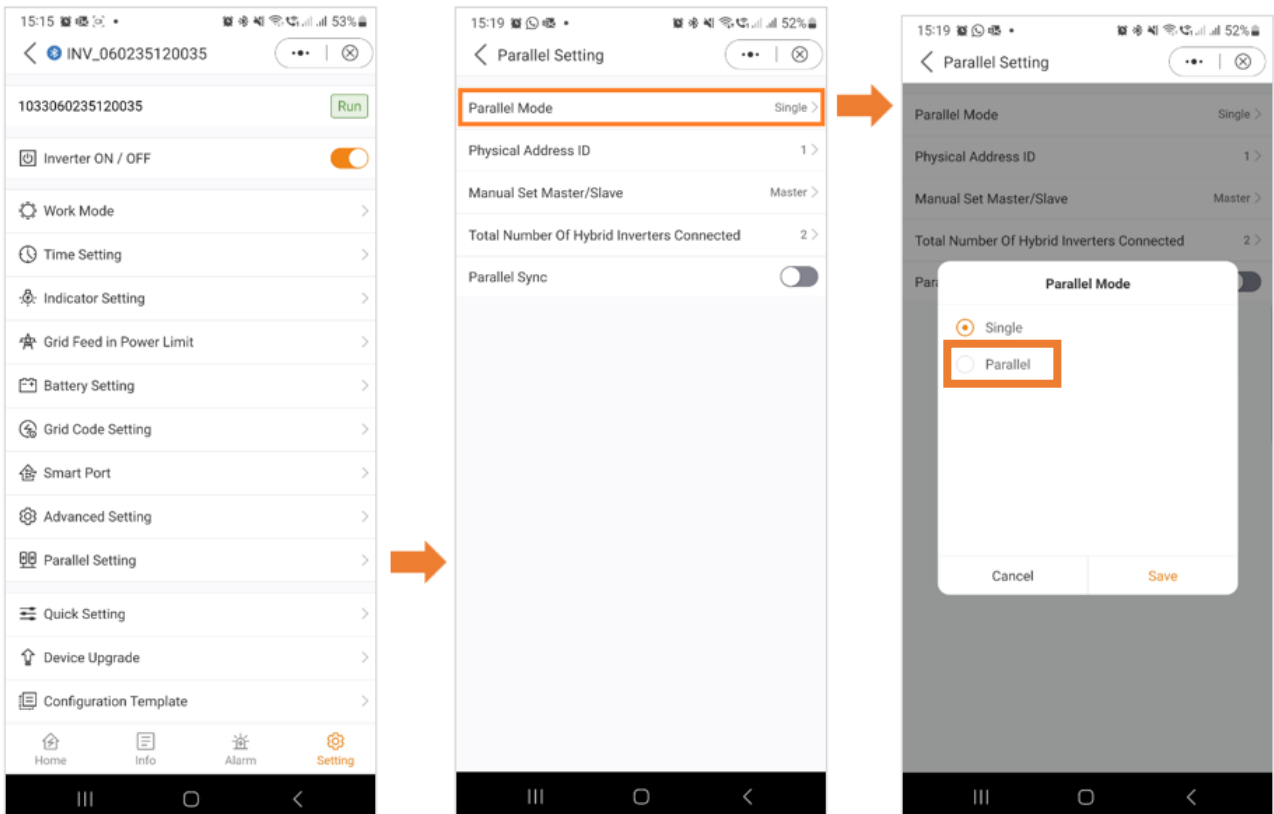 15:15
53%
INV_060235120035
1033060235120035
Run
Inverter ON / OFF
Work Mode
Time Setting
Indicator Setting
Grid Feed in Power Limit
Battery Setting
Grid Code Setting
Smart Port
Advanced Setting
Parallel Setting
Quick Setting
Device Upgrade
Configuration Template
Home
Info
Alarm
Setting
15:19
52%
Parallel Setting
Parallel Mode Single
Physical Address ID 1
Manual Set Master/Slave Master
Total Number Of Hybrid Inverters Connected 2
Parallel Sync
15:19
52%
Parallel Setting
Parallel Mode Single
Physical Address ID 1
Manual Set Master/Slave Master
Total Number Of Hybrid Inverters Connected 2
Para
Parallel Mode
Single
Parallel
Cancel
Save